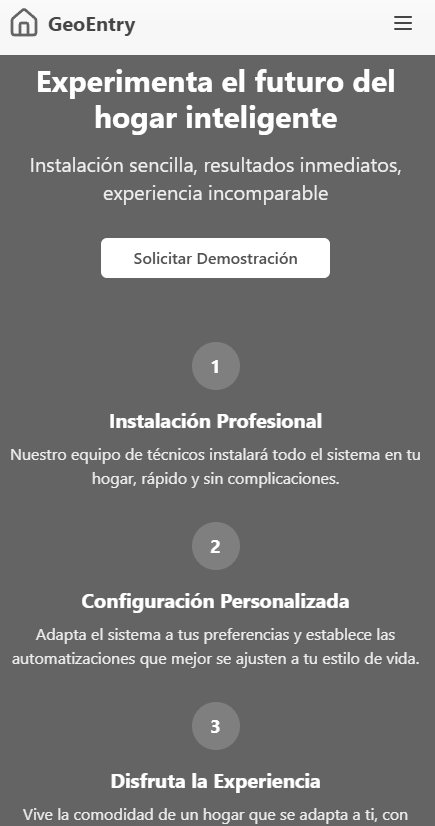 GeoEntry
Experimenta el futuro del
hogar inteligente
Instalación sencilla, resultados inmediatos,
experiencia incomparable
Solicitar Demostración
1
Instalación Profesional
Nuestro equipo de técnicos instalará todo el sistema en tu
hogar, rápido y sin complicaciones.
2
Configuración Personalizada
Adapta el sistema a tus preferencias y establece las
automatizaciones que mejor se ajusten a tu estilo de vida.
3
Disfruta la Experiencia
Vive la comodidad de un hogar que se adapta a ti, con